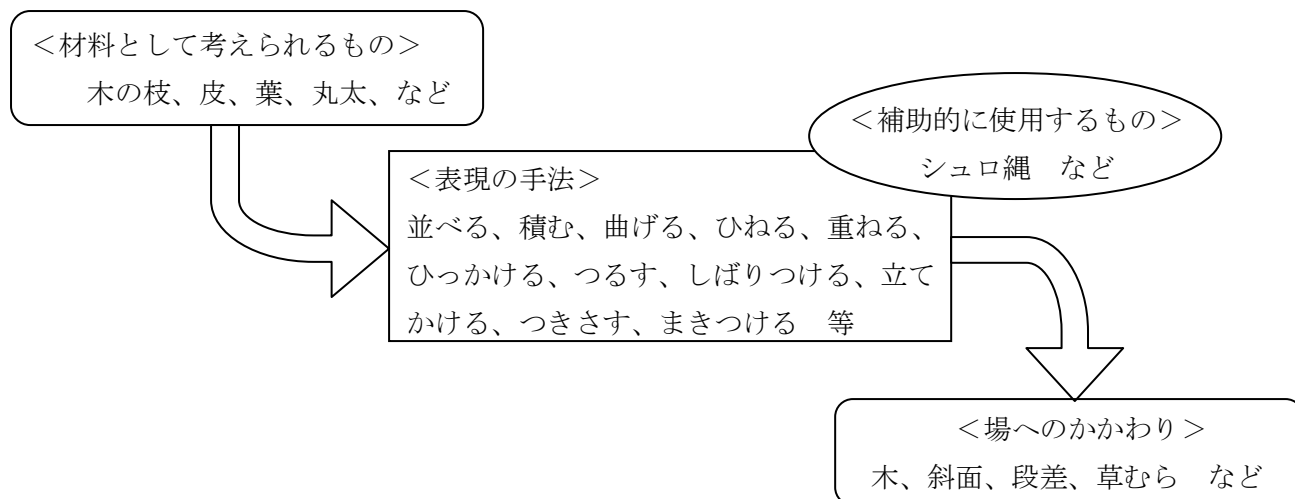 ＜材料として考えられるもの＞
木の枝、皮、葉、丸太、など
＜補助的に使用するもの＞
シュロ縄　など
＜表現の手法＞
並べる、積む、曲げる、ひねる、重ねる、
ひっかける、つるす、しばりつける、立て
かける、つきさす、まきつける　等
＜場へのかかわり＞
木、斜面、段差、草むら　など